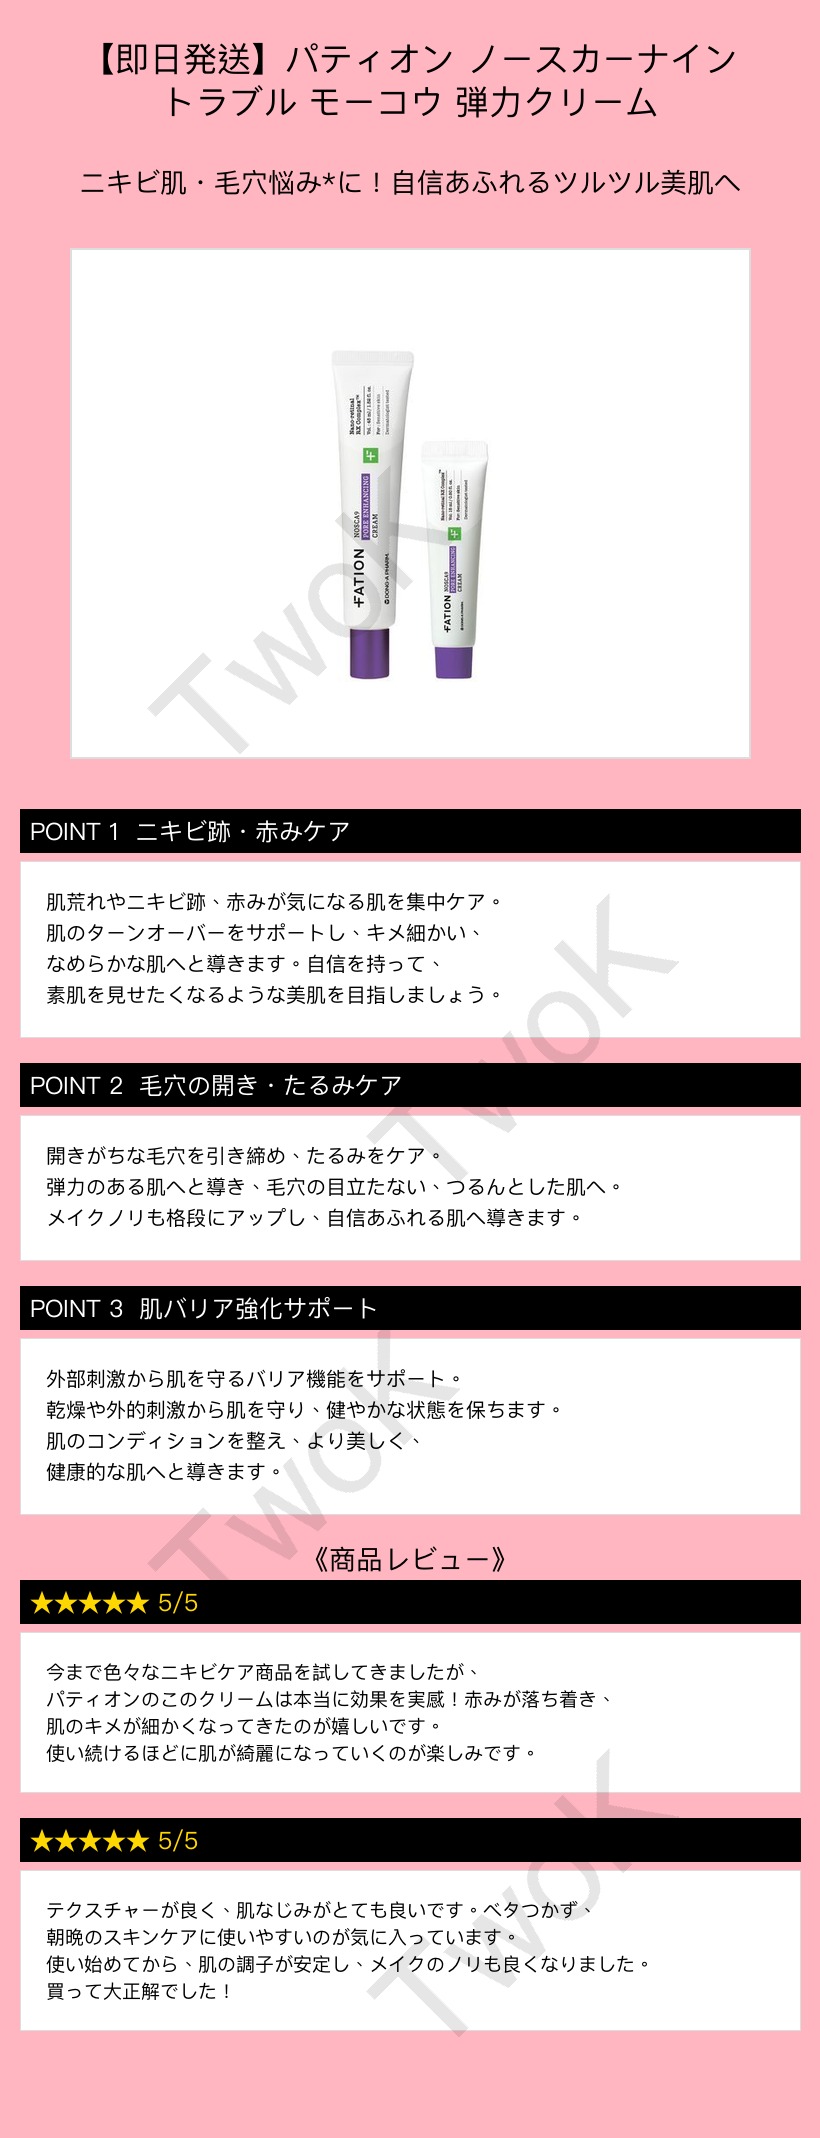 【即日発送】パティオン ノースカーナイン
トラブル モーコウ 弾力クリーム
ニキビ肌・毛穴悩み*に！自信あふれるツルツル美肌へ
FATION
NOSCA9
PORE ENHANCING
CREAM
DONG-A PHARM.
Nano-retinal
RX Complex™
For : Sensitive skin
Dermatologist tested
FATION
NOSCA9
PORE ENHANCING
CREAM
Nano-retinal RX Complex™
For : Sensitive skin
Dermatologist tested
TwoK
POINT 1 ニキビ跡・赤みケア
肌荒れやニキビ跡、赤みが気になる肌を集中ケア。
肌のターンオーバーをサポートし、キメ細かい、
なめらかな肌へと導きます。自信を持って、
素肌を見せたくなるような美肌を目指しましょう。
TwoK
POINT 2 毛穴の開き・たるみケア
開きがちな毛穴を引き締め、たるみをケア。
弾力のある肌へと導き、毛穴の目立たない、つるんとした肌へ。
メイクノリも格段にアップし、自信あふれる肌へ導きます。
POINT 3 肌バリア強化サポート
外部刺激から肌を守るバリア機能をサポート。
乾燥や外的刺激から肌を守り、健やかな状態を保ちます。
肌のコンディションを整え、より美しく、
健康的な肌へと導きます。
TwoK
《商品レビュー》
★★★★★ 5/5
今まで色々なニキビケア商品を試してきましたが、
パティオンのこのクリームは本当に効果を実感！赤みが落ち着き、
肌のキメが細かくなってきたのが嬉しいです。
使い続けるほどに肌が綺麗になっていくのが楽しみです。
★★★★★ 5/5
テクスチャーが良く、肌なじみがとても良いです。ベタつかず、
朝晩のスキンケアに使いやすいのが気に入っています。
使い始めてから、肌の調子が安定し、メイクのノリも良くなりました。
買って大正解でした！
TwoK